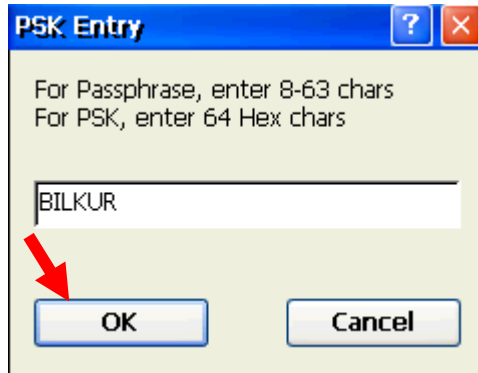 PSK Entry
?
For Passphrase, enter 8-63 chars
For PSK, enter 64 Hex chars
BILKUR
OK Cancel